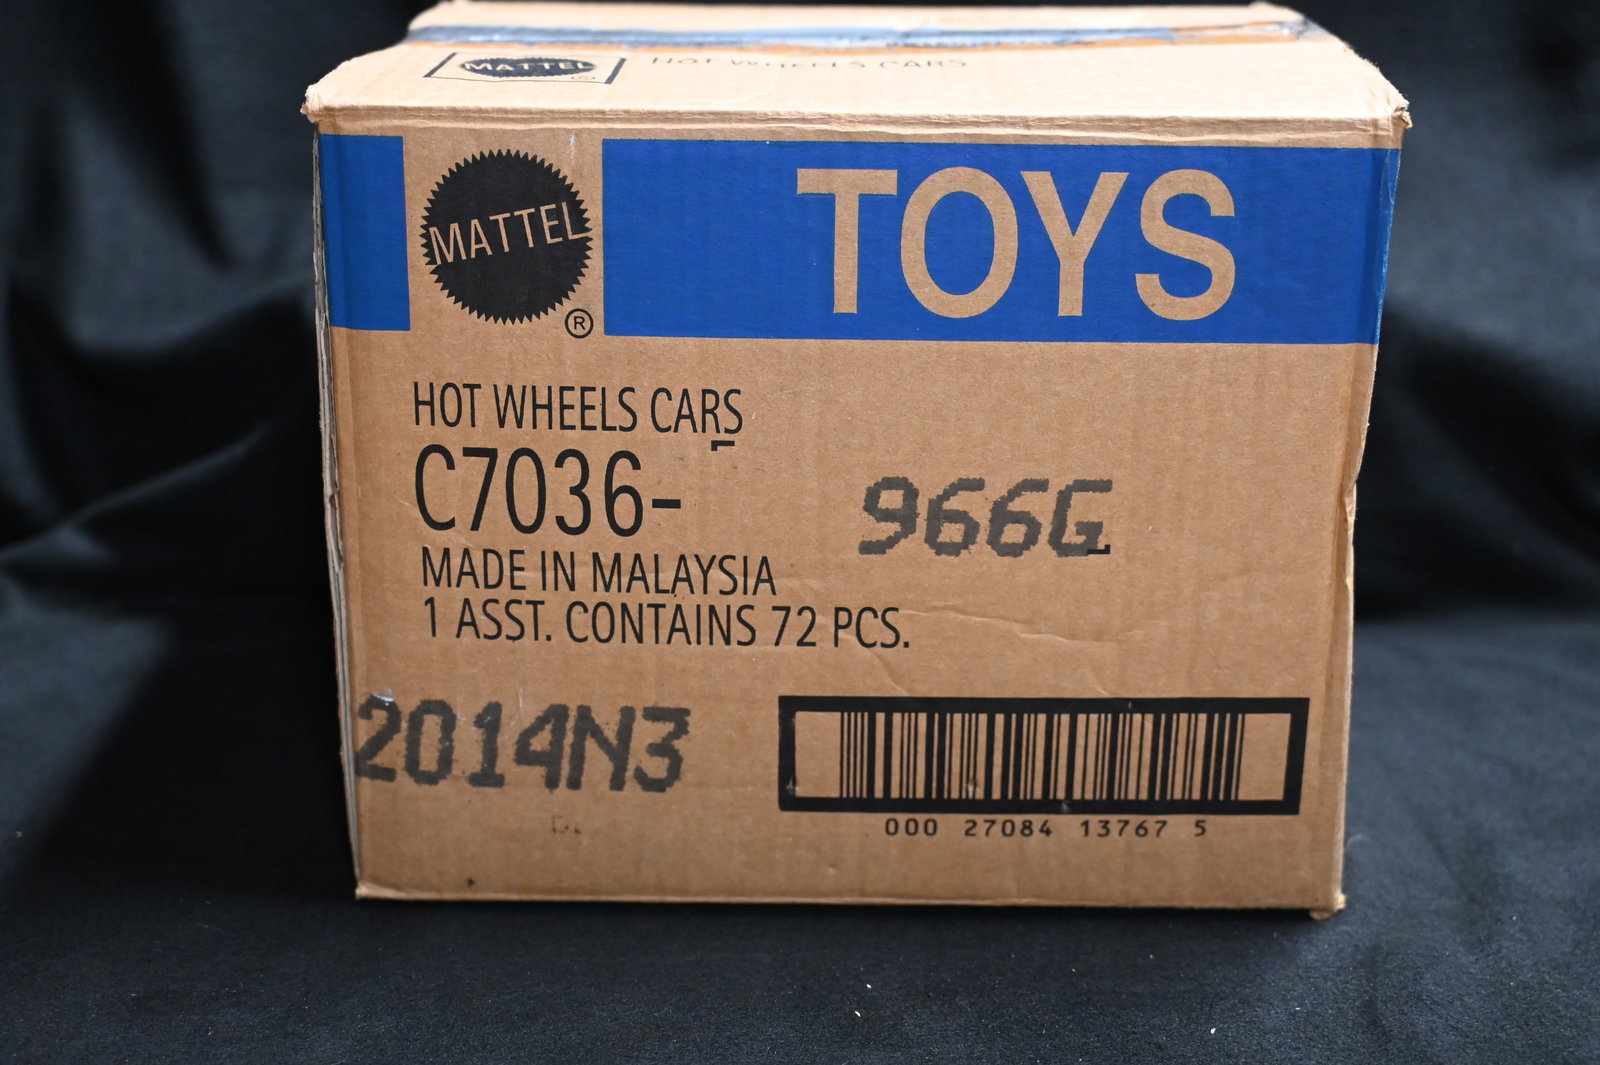 MATTEL ®
HOT WHEELS CARS
MATTEL ®
TOYS
HOT WHEELS CARS
C7036-
966G
MADE IN MALAYSIA
1 ASST. CONTAINS 72 PCS.
2014N3
000 27084 13767 5